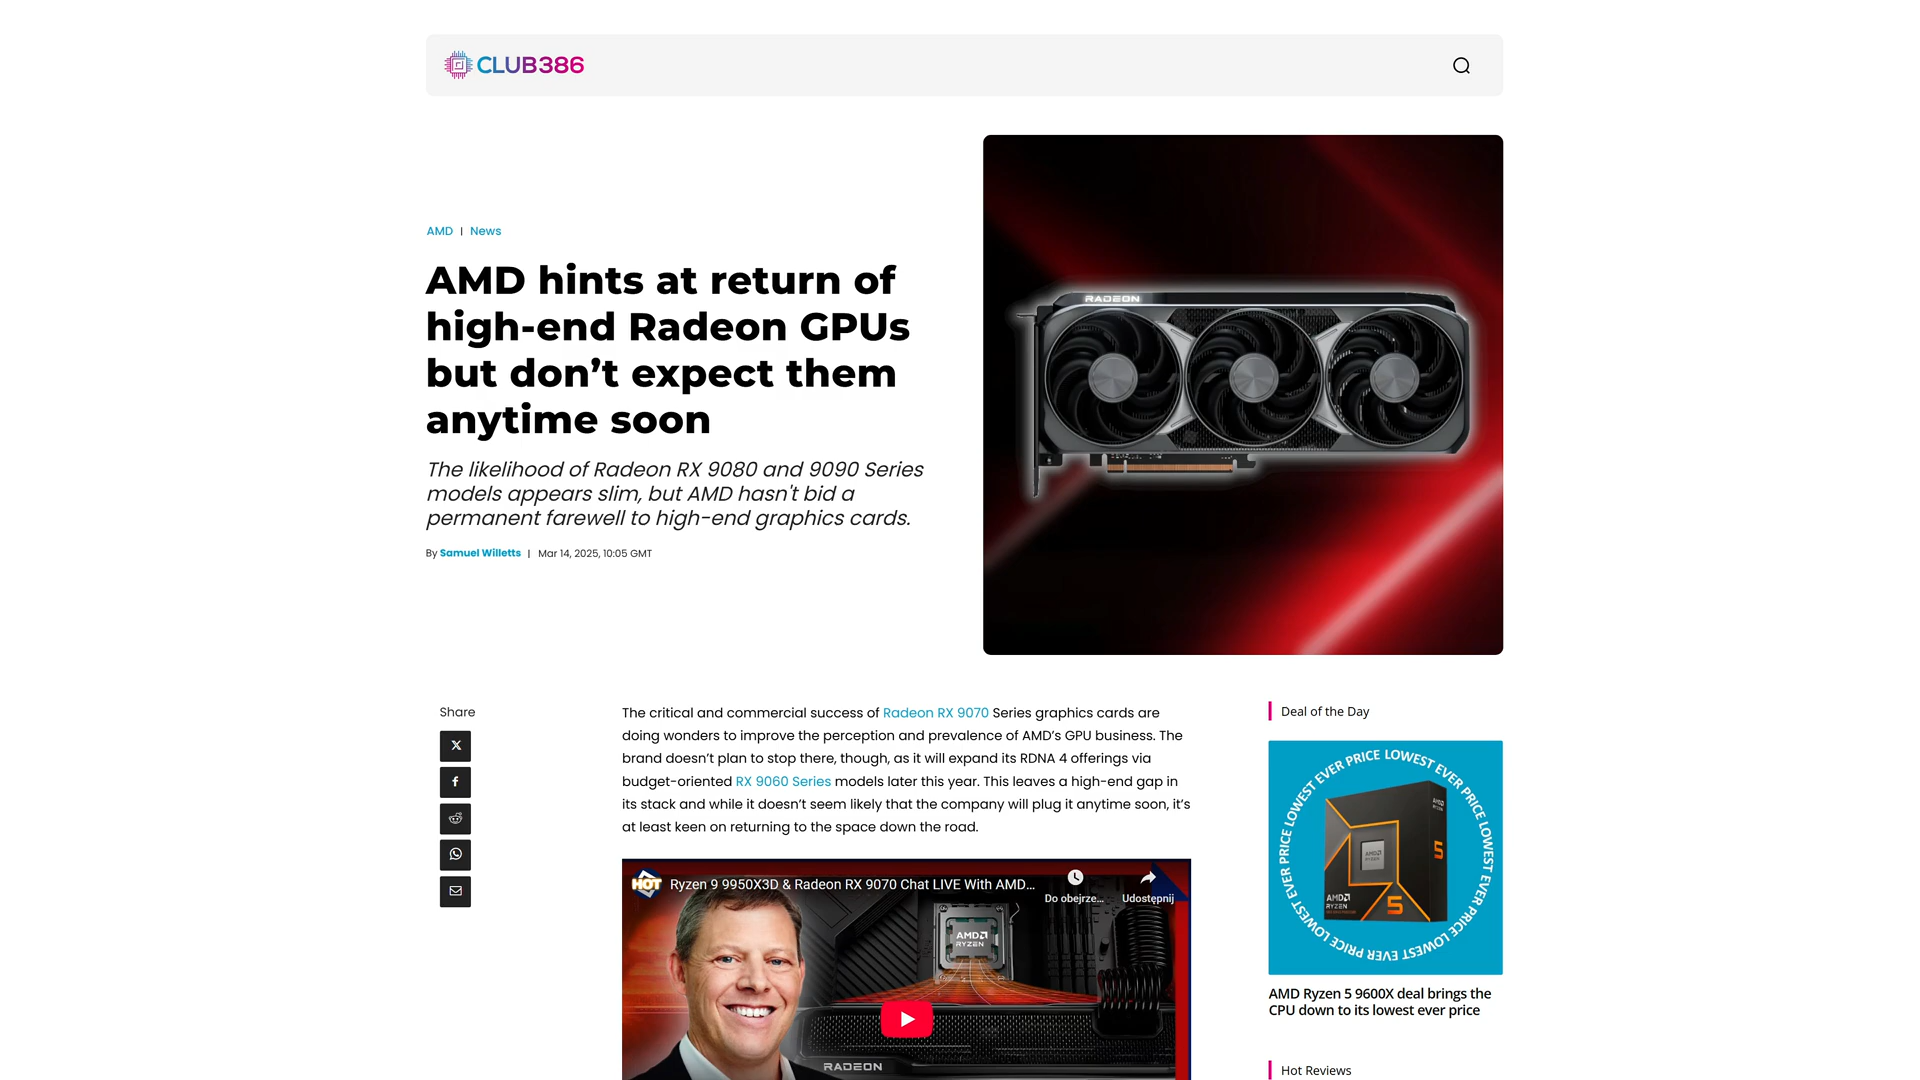 CLUB386
AMD | News
AMD hints at return of
high-end Radeon GPUs
but don’t expect them
anytime soon
The likelihood of Radeon RX 9080 and 9090 Series
models appears slim, but AMD hasn't bid a
permanent farewell to high-end graphics cards.
By Samuel Willetts | Mar 14, 2025, 10:05 GMT
RADEON
Share
The critical and commercial success of Radeon RX 9070 Series graphics cards are
doing wonders to improve the perception and prevalence of AMD’s GPU business. The
brand doesn’t plan to stop there, though, as it will expand its RDNA 4 offerings via
budget-oriented RX 9060 Series models later this year. This leaves a high-end gap in
its stack and while it doesn’t seem likely that the company will plug it anytime soon, it’s
at least keen on returning to the space down the road.
HOT
Ryzen 9 9950X3D & Radeon RX 9070 Chat LIVE With AMD...
Do obejrze...
Udostępnij
AMD
RYZEN
RADEON
Deal of the Day
LOWEST EVER PRICE LOWEST EVER PRICE LOWEST EVER PRICE LOWEST EVER PRICE LOWEST EVER PRICE
AMD
RYZEN
5
AMD
AMD
RYZEN
5
AMD Ryzen 5 9600X deal brings the
CPU down to its lowest ever price
Hot Reviews